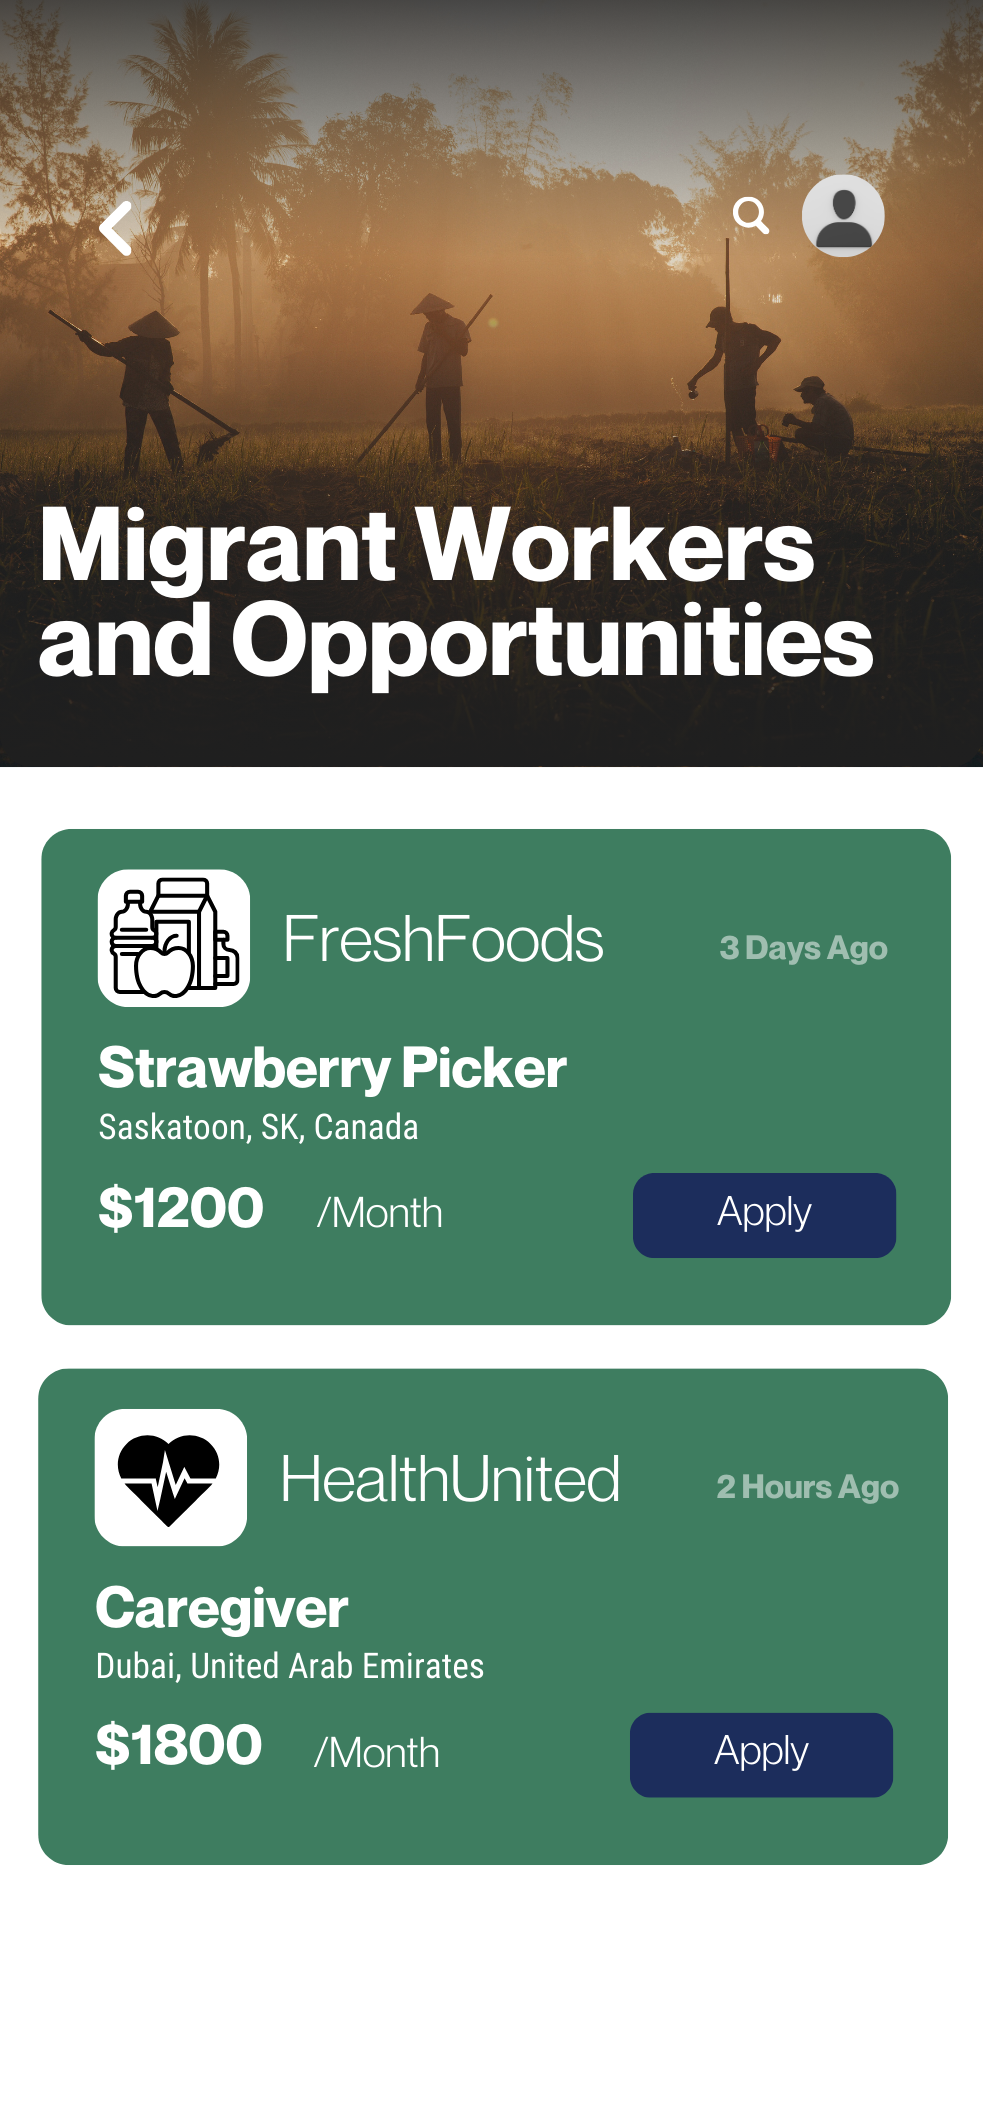 Migrant Workers
and Opportunities
FreshFoods
3 Days Ago
Strawberry Picker
Saskatoon, SK, Canada
$1200 /Month
Apply
HealthUnited
2 Hours Ago
Caregiver
Dubai, United Arab Emirates
$1800 /Month
Apply